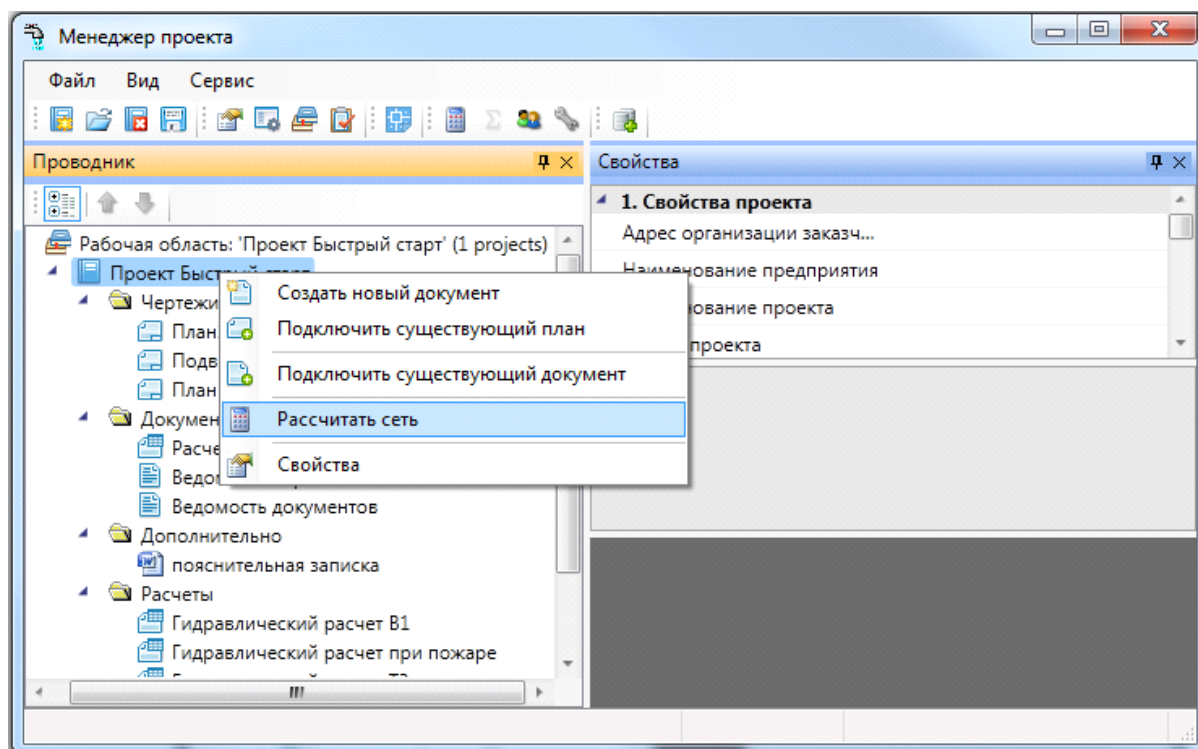 Менеджер проекта
Файл Вид Сервис
Проводник
Свойства
Рабочая область: 'Проект Быстрый старт' (1 projects)
Проект Быстрый старт
Чертежи
План
Подв
План
Докумен
Расче
Ведо
Ведомость документов
Дополнительно
пояснительная записка
Расчеты
Гидравлический расчет В1
Гидравлический расчет при пожаре
Создать новый документ
Подключить существующий план
Подключить существующий документ
Рассчитать сеть
Свойства
1. Свойства проекта
Адрес организации заказч...
Наименование предприятия
нование проекта
проекта